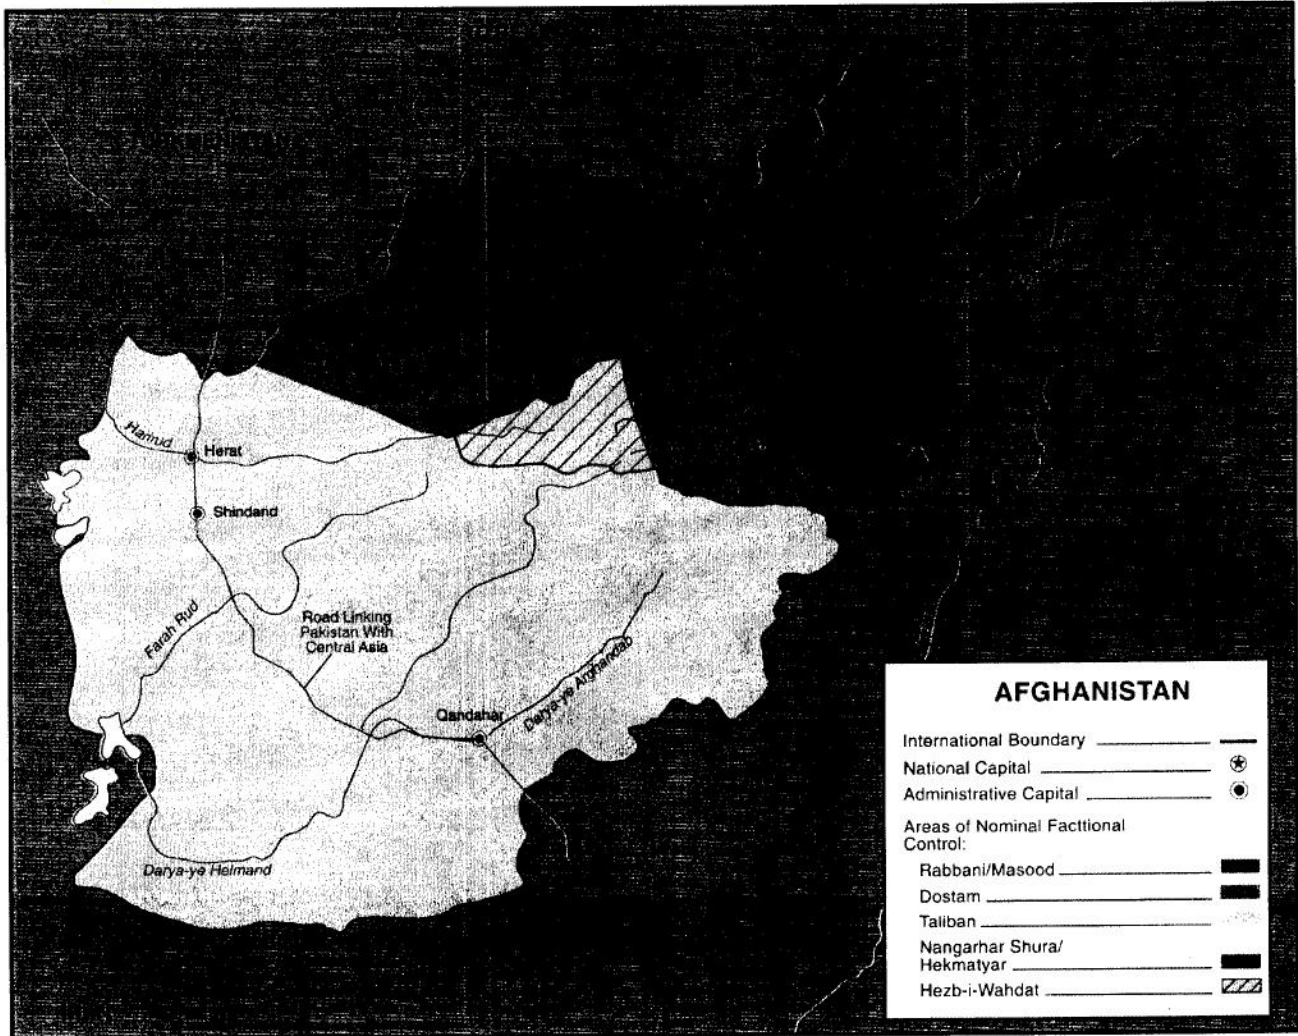 Harirud
Herat
Shindand
Farah Rud
Road Linking
Pakistan With
Central Asia
Qandahar
Darya-ye Arghandab
Darya-ye Helmand
AFGHANISTAN
International Boundary
National Capital
Administrative Capital
Areas of Nominal Facttional
Control:
Rabbani/Masood
Dostam
Taliban
Nangarhar Shura/
Hekmatyar
Hezb-i-Wahdat